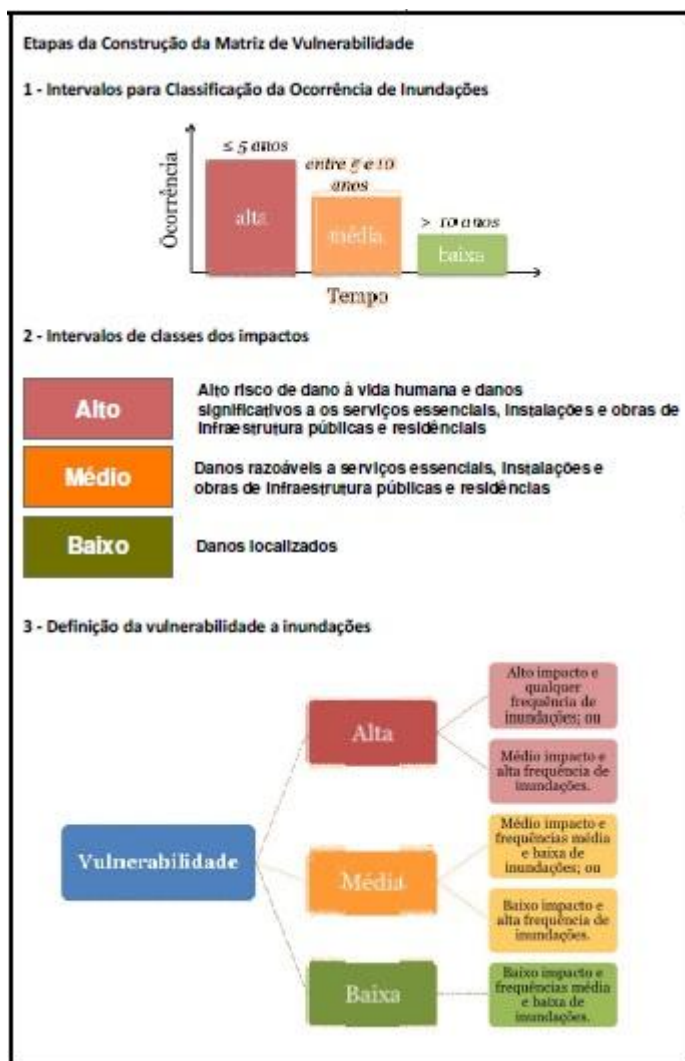 Etapas da Construção da Matriz de Vulnerabilidade
1 - Intervalos para Classificação da Ocorrência de Inundações
Ocorrência
≤ 5 anos
alta
entre 5 e 10
anos
média
> 10 anos
baixa
Tempo
2 - Intervalos de classes dos impactos
Alto
Alto risco de dano à vida humana e danos
significativos a os serviços essenciais, instalações e obras de
infraestrutura públicas e residênciais
Médio
Danos razoáveis a serviços essenciais, instalações e
obras de infraestrutura públicas e residências
Baixo
Danos localizados
3 - Definição da vulnerabilidade a inundações
Vulnerabilidade
Alta
Alto impacto e
qualquer
frequência de
inundações; ou
Médio impacto e
alta frequência de
inundações.
Média
Médio impacto e
frequências média
e baixa de
inundações; ou
Baixo impacto e
alta frequência de
inundações.
Baixa
Baixo impacto e
frequências média
e baixa de
inundações.